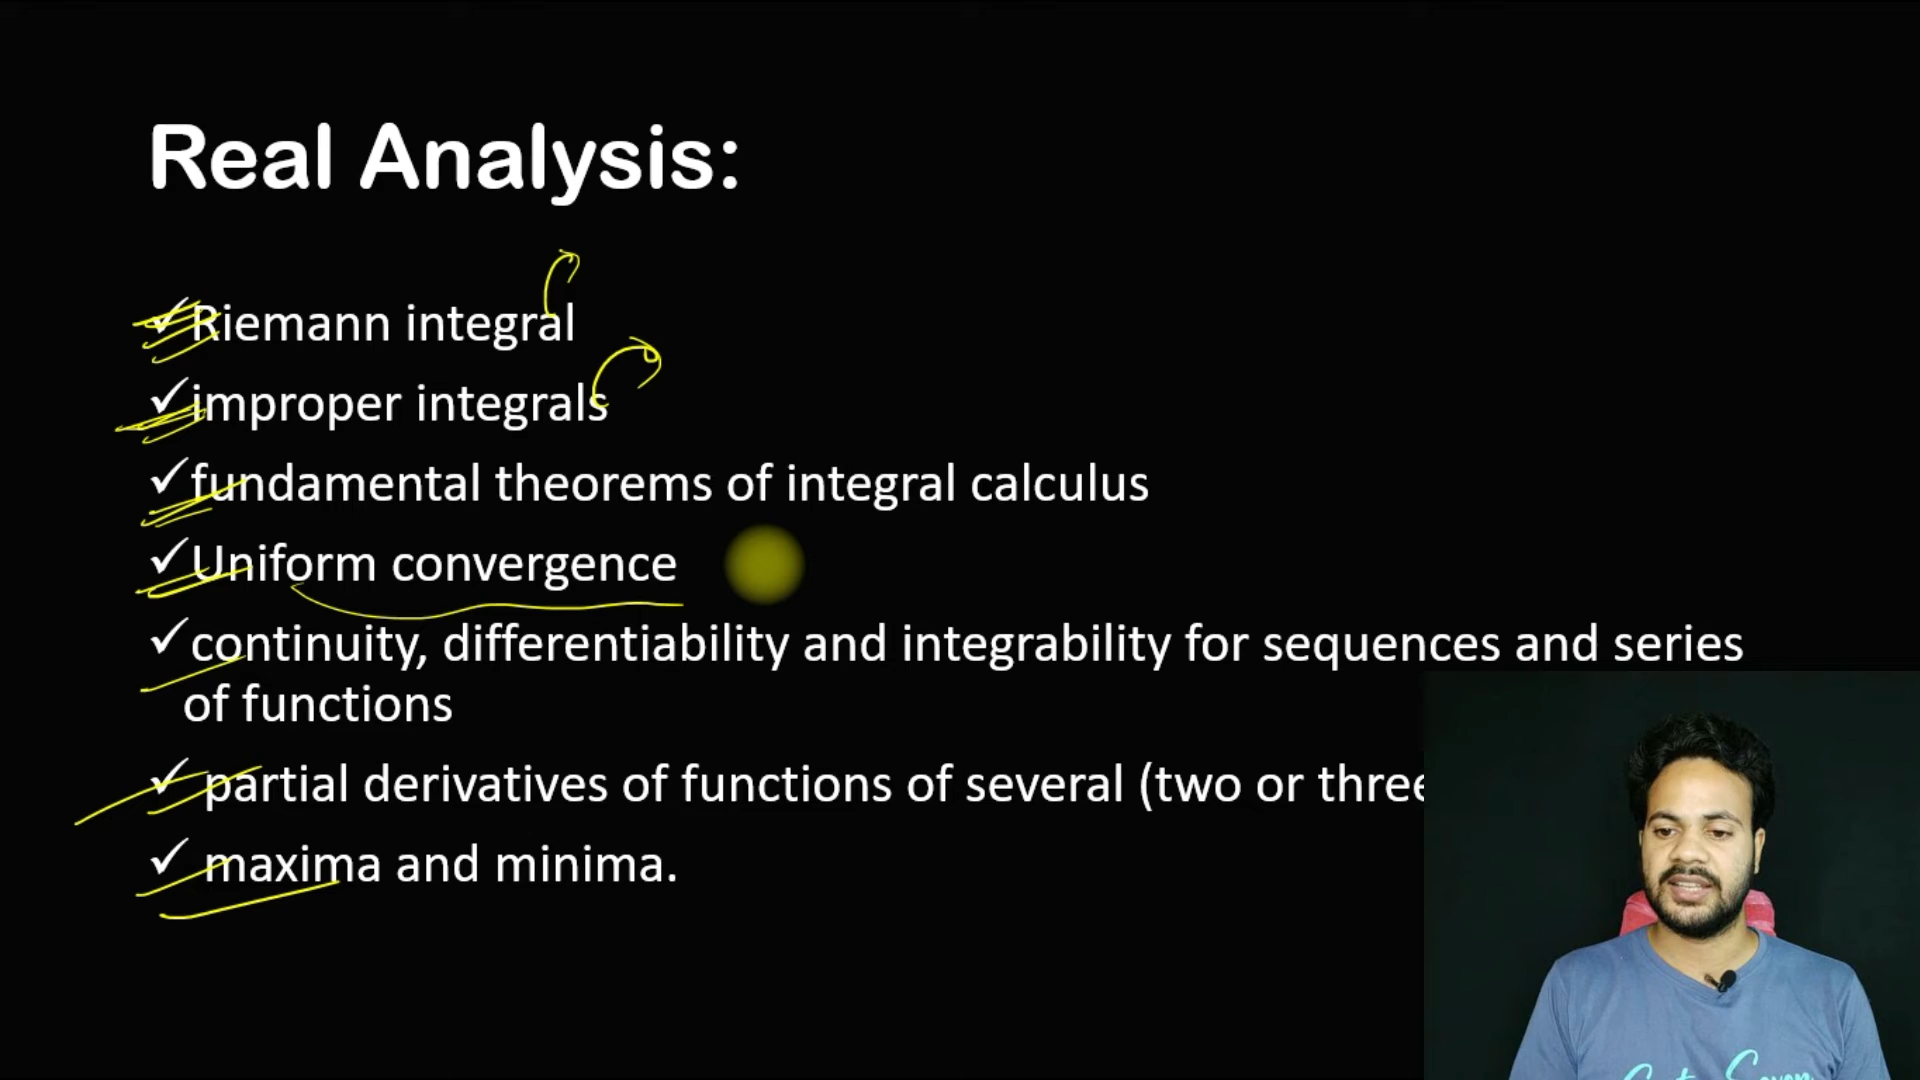 Real Analysis:
✓Riemann integral
✓improper integrals
✓fundamental theorems of integral calculus
✓Uniform convergence
✓continuity, differentiability and integrability for sequences and series
of functions
✓ partial derivatives of functions of several (two or three
✓ maxima and minima.